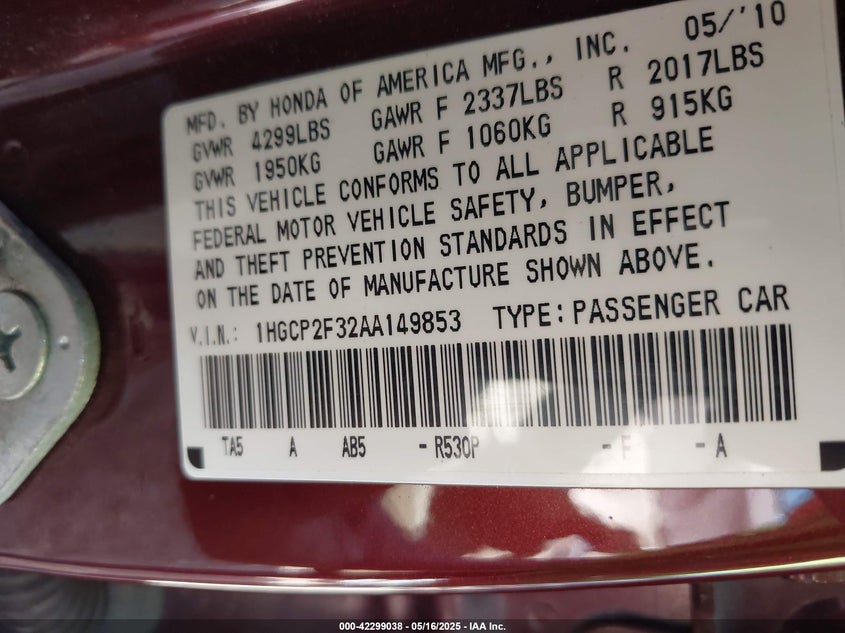 MFD. BY HONDA OF AMERICA MFG., INC. 05/'10
GVWR 4299LBS GAWR F 2337LBS R 2017LBS
GVWR 1950KG GAWR F 1060KG R 915KG
THIS VEHICLE CONFORMS TO ALL APPLICABLE
FEDERAL MOTOR VEHICLE SAFETY, BUMPER,
AND THEFT PREVENTION STANDARDS IN EFFECT
ON THE DATE OF MANUFACTURE SHOWN ABOVE.
V.I.N.: 1HGCP2F32AA149853 TYPE: PASSENGER CAR
TA5 A AB5 - R530P - F - A
000-42299038 - 05/16/2025 - IAA Inc.